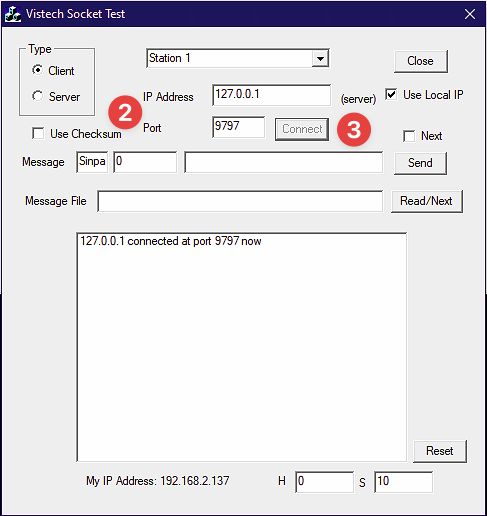 Vistech Socket Test
Type
Client
Server
Station 1
Close
IP Address 127.0.0.1 (server) Use Local IP
2
Use Checksum
Port 9797 Connect 3
Next
Message Sinpa 0 Send
Message File Read/Next
127.0.0.1 connected at port 9797 now
Reset
My IP Address: 192.168.2.137 H 0 S 10